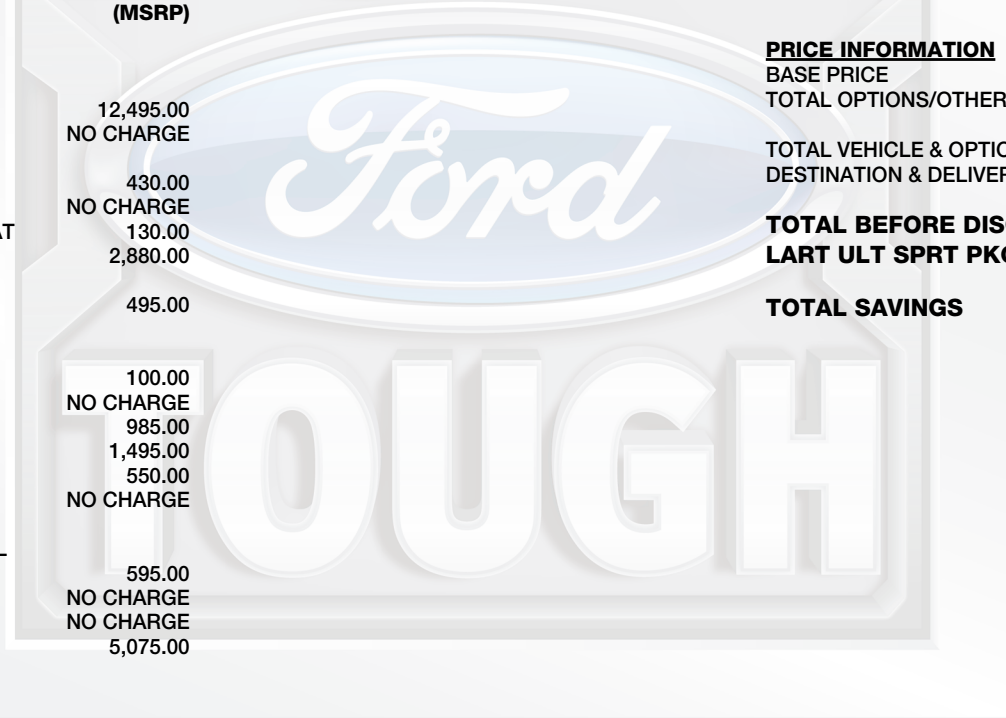 (MSRP)
12,495.00
NO CHARGE
430.00
NO CHARGE
AT 130.00
2,880.00
495.00
100.00
NO CHARGE
985.00
1,495.00
550.00
NO CHARGE
595.00
NO CHARGE
NO CHARGE
5,075.00
PRICE INFORMATION
BASE PRICE
TOTAL OPTIONS/OTHER
TOTAL VEHICLE & OPTIO
DESTINATION & DELIVER
TOTAL BEFORE DIS
LART ULT SPRT PK
TOTAL SAVINGS
Ford
TOUGH